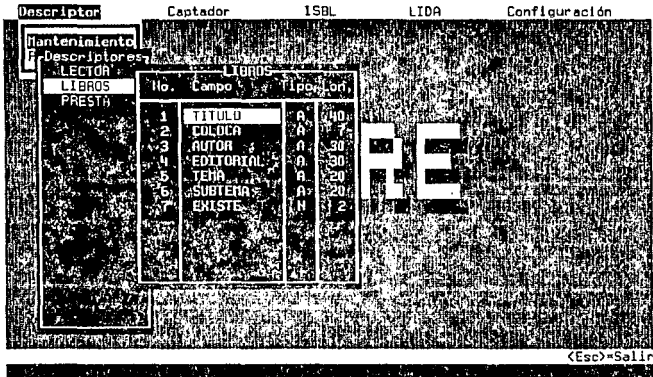 Descriptor Captador ISBL LIDA Configuración
Mantenimiento
Descriptores
LECTOR
LIBROS
PRESTA
LIBROS
No. Campo Tipo Lon.
1 TITULO A 40
2 COLOCA A 7
3 AUTOR A 30
4 EDITORIAL A 30
5 TEMA A 20
6 SUBTEMA A 20
7 EXISTE N 2
RE
<Esc>=Salir